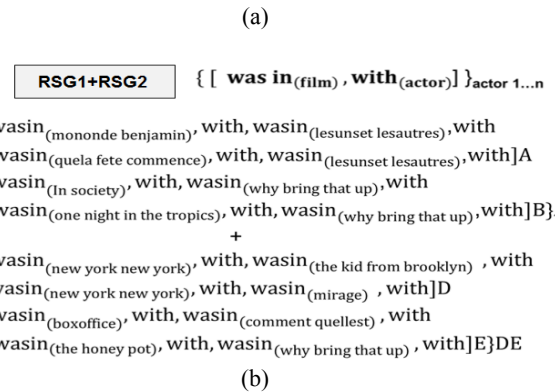 (a)
RSG1+RSG2 { [ was in(film) , with(actor)] }actor 1...n
wasin(mononde benjamin), with, wasin(lesunset lesautres),with
wasin(quela fete commence), with, wasin(lesunset lesautres),with]A
wasin(In society), with, wasin(why bring that up),with
wasin(one night in the tropics), with, wasin(why bring that up),with]B}
+
wasin(new york new york), with, wasin(the kid from brooklyn) , with
wasin(new york new york), with, wasin(mirage) , with]D
wasin(boxoffice), with, wasin(comment quellest), with
wasin(the honey pot), with, wasin(why bring that up) , with]E}DE
(b)